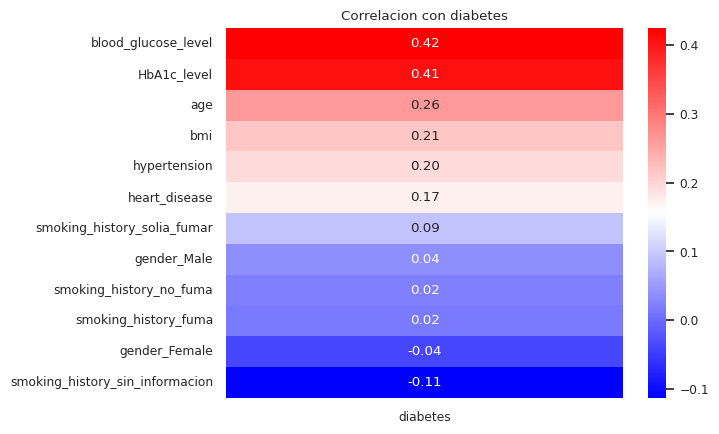 Correlacion con diabetes
blood_glucose_level 0.42
HbA1c_level 0.41
age 0.26
bmi 0.21
hypertension 0.20
heart_disease 0.17
smoking_history_solia_fumar 0.09
gender_Male 0.04
smoking_history_no_fuma 0.02
smoking_history_fuma 0.02
gender_Female -0.04
smoking_history_sin_informacion -0.11
diabetes
0.4
0.3
0.2
0.1
0.0
−0.1